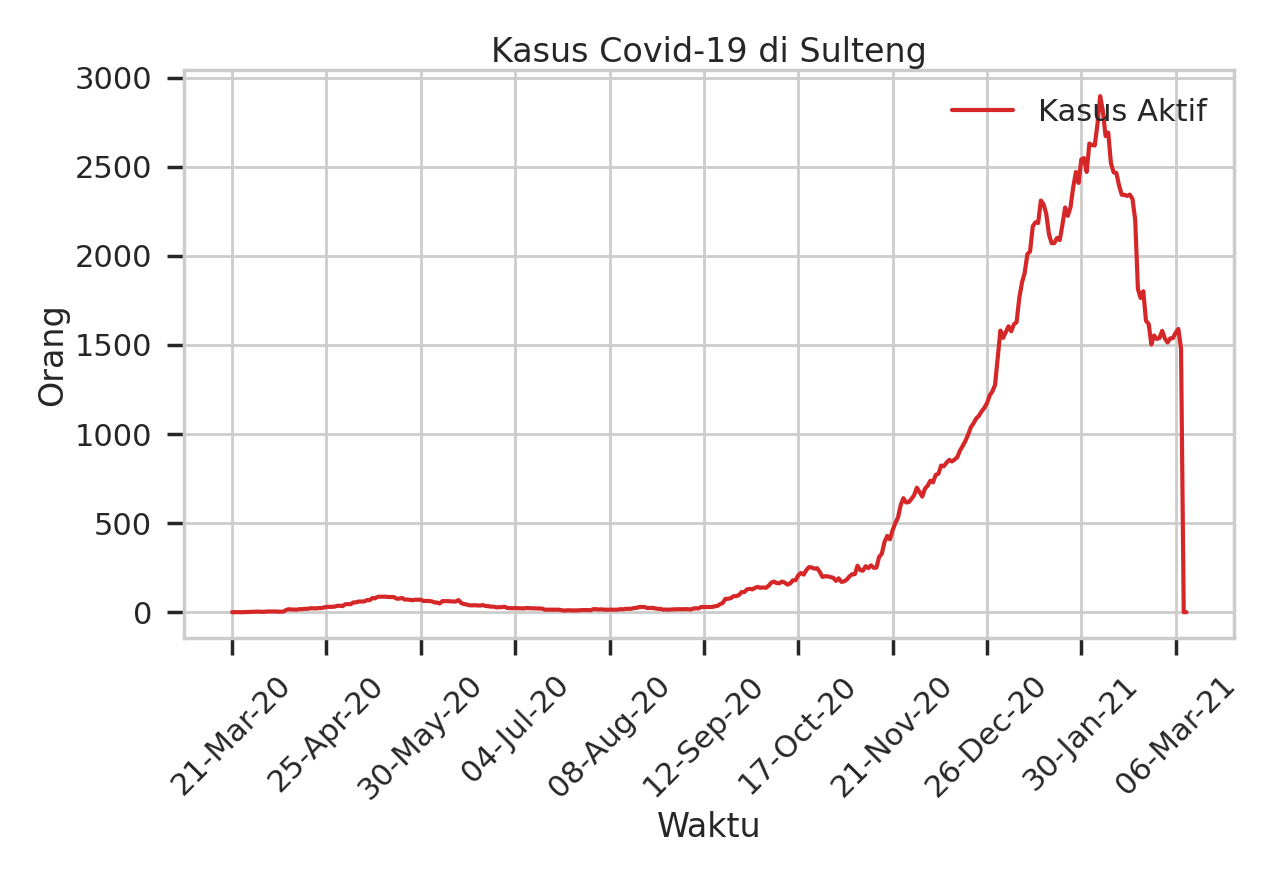 Kasus Covid-19 di Sulteng
Kasus Aktif
3000
2500
2000
1500
1000
500
0
Orang
21-Mar-20
25-Apr-20
30-May-20
04-Jul-20
08-Aug-20
12-Sep-20
17-Oct-20
21-Nov-20
26-Dec-20
30-Jan-21
06-Mar-21
Waktu